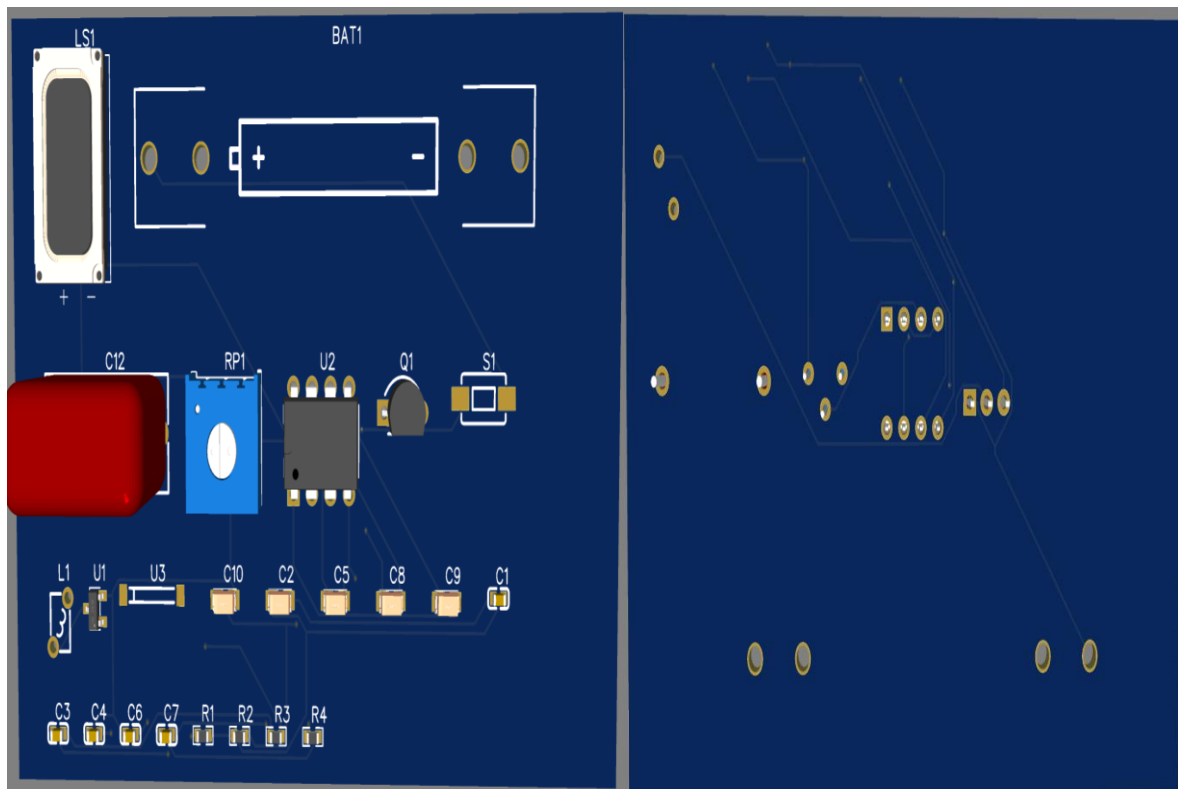 LS1 BAT1
+ -
+ -
C12 RP1 U2 Q1 S1
L1 U1 U3 C10 C2 C5 C8 C9 C1
C3 C4 C6 C7 R1 R2 R3 R4